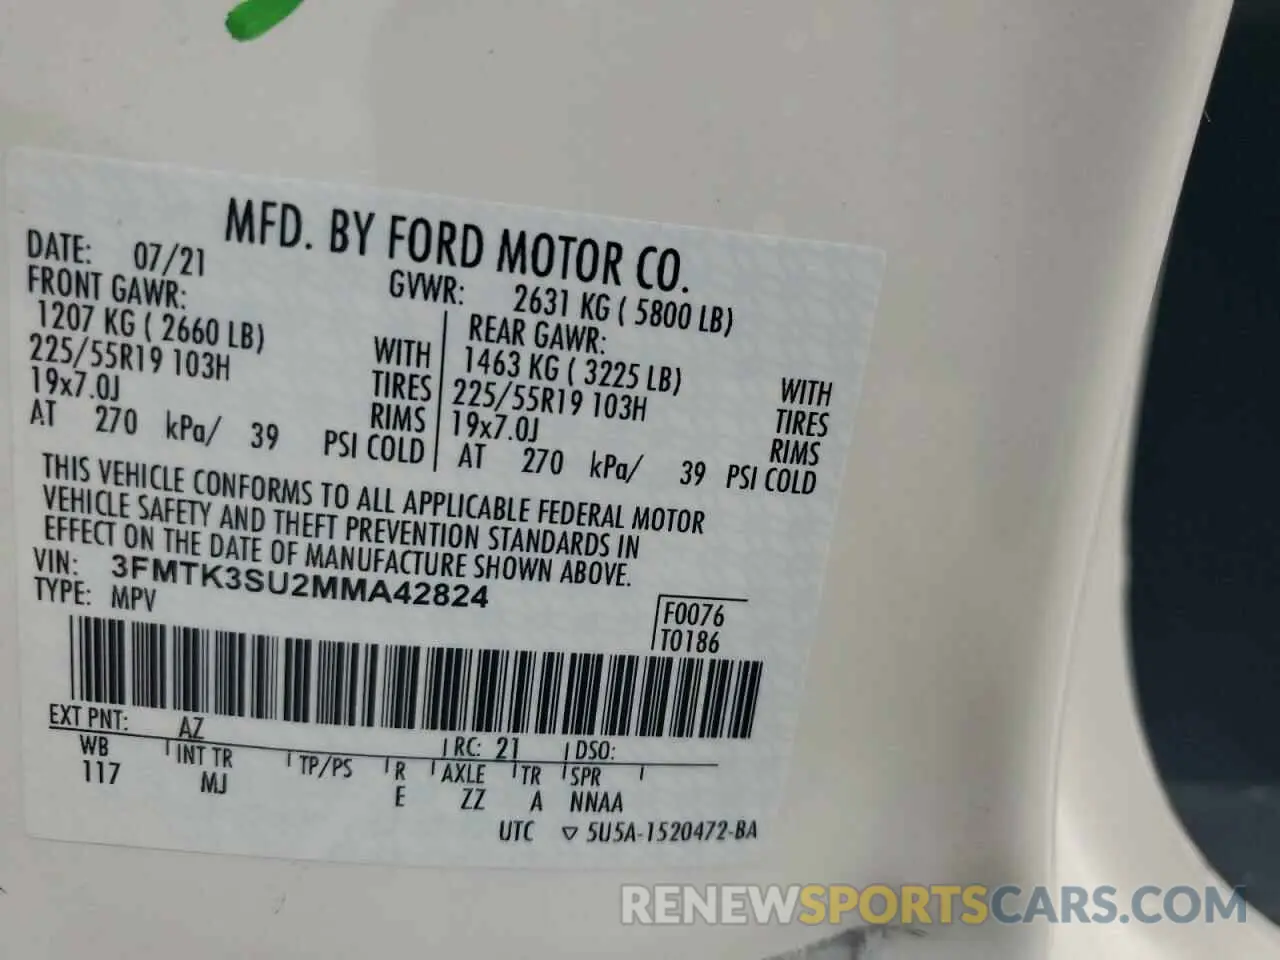 MFD. BY FORD MOTOR CO.
DATE: 07/21
GVWR: 2631 KG ( 5800 LB)
FRONT GAWR:
1207 KG ( 2660 LB) WITH
225/55R19 103H TIRES
19x7.0J RIMS
AT 270 kPa/ 39 PSI COLD
REAR GAWR:
1463 KG ( 3225 LB) WITH
225/55R19 103H TIRES
19x7.0J RIMS
AT 270 kPa/ 39 PSI COLD
THIS VEHICLE CONFORMS TO ALL APPLICABLE FEDERAL MOTOR
VEHICLE SAFETY AND THEFT PREVENTION STANDARDS IN
EFFECT ON THE DATE OF MANUFACTURE SHOWN ABOVE.
VIN: 3FMTK3SU2MMA42824
TYPE: MPV
F0076
T0186
EXT PNT: AZ RC: 21 DSO:
WB INT TR TP/PS R AXLE TR SPR
117 MJ E ZZ A NNAA
UTC ▽ 5U5A-1520472-BA
RENEWSPORTSCARS.COM